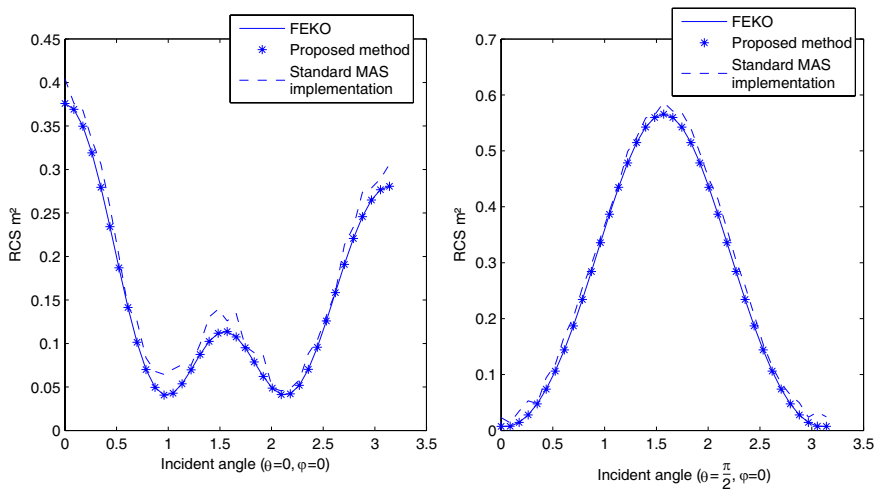 FEKO
Proposed method
Standard MAS
implementation
0.45
0.4
0.35
0.3
0.25
0.2
0.15
0.1
0.05
0
RCS m²
0 0.5 1 1.5 2 2.5 3 3.5
Incident angle (θ=0, φ=0)
FEKO
Proposed method
Standard MAS
implementation
0.7
0.6
0.5
0.4
0.3
0.2
0.1
0
RCS m²
0 0.5 1 1.5 2 2.5 3 3.5
Incident angle (θ=π/2, φ=0)